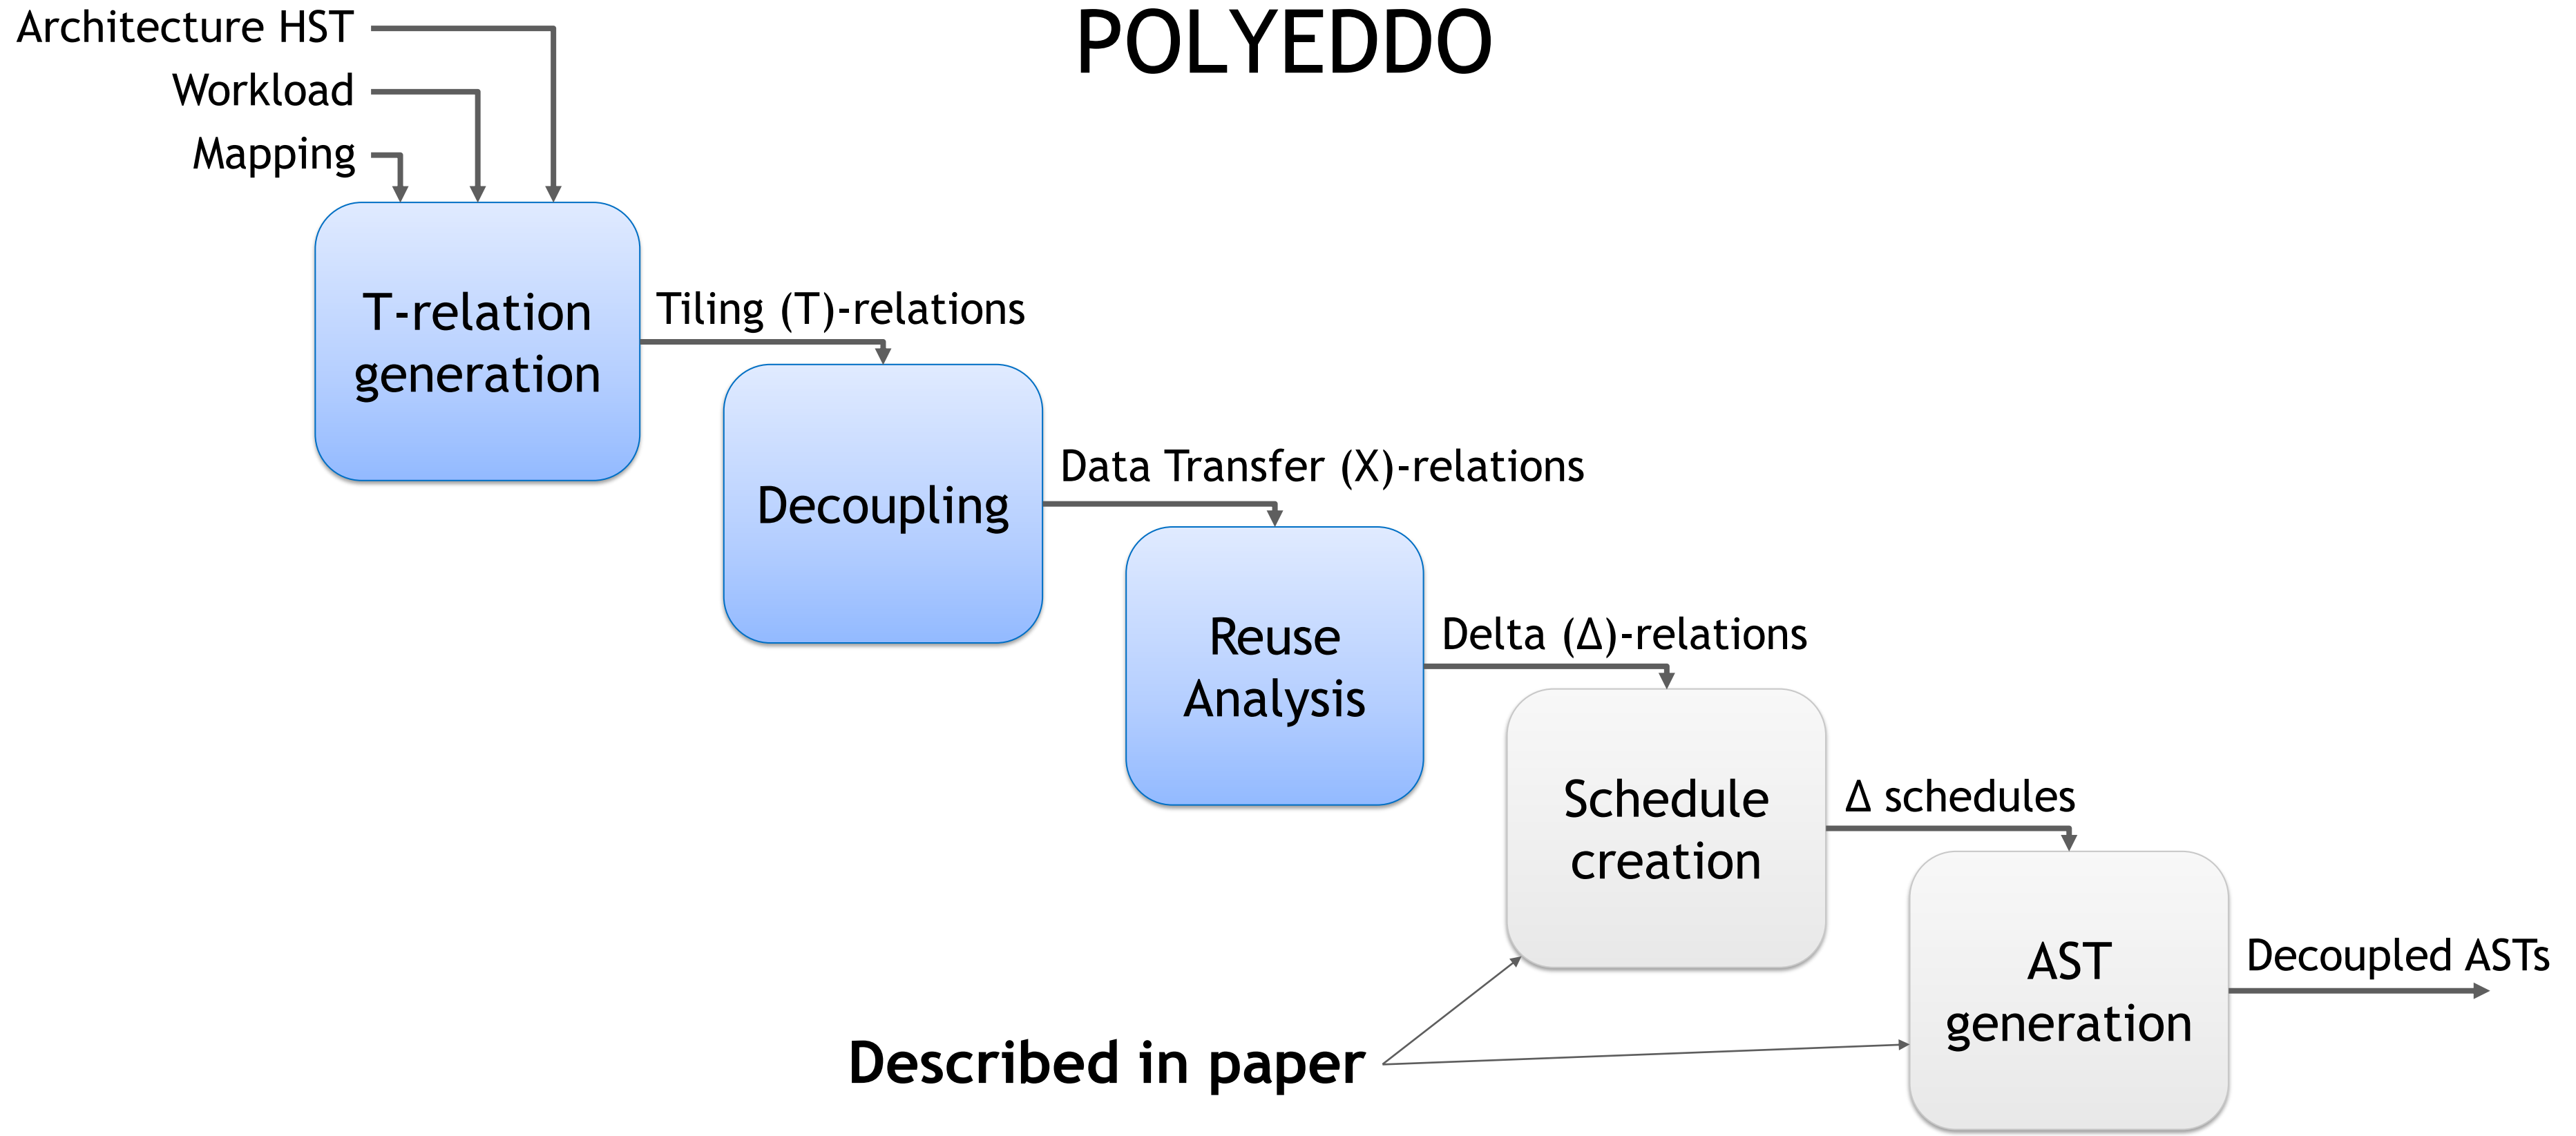 POLYEDDO
Architecture HST
Workload
Mapping
T-relation
generation
Tiling (T)-relations
Decoupling
Data Transfer (X)-relations
Reuse
Analysis
Delta (Δ)-relations
Schedule
creation
Δ schedules
AST
generation
Decoupled ASTs
Described in paper